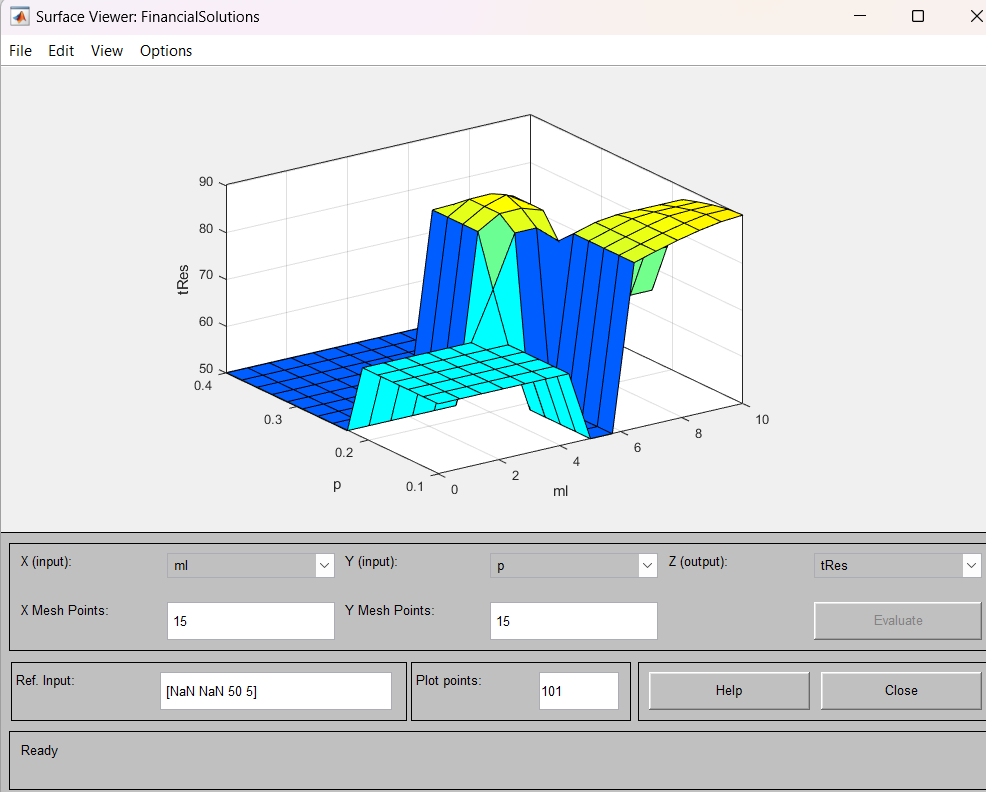 Surface Viewer: FinancialSolutions
File Edit View Options
90
80
70
60
50
tRes
0.4
0.3
0.2
0.1
p
0
2
4
6
8
10
ml
X (input): ml Y (input): p Z (output): tRes
X Mesh Points: 15 Y Mesh Points: 15 Evaluate
Ref. Input: [NaN NaN 50 5] Plot points: 101 Help Close
Ready